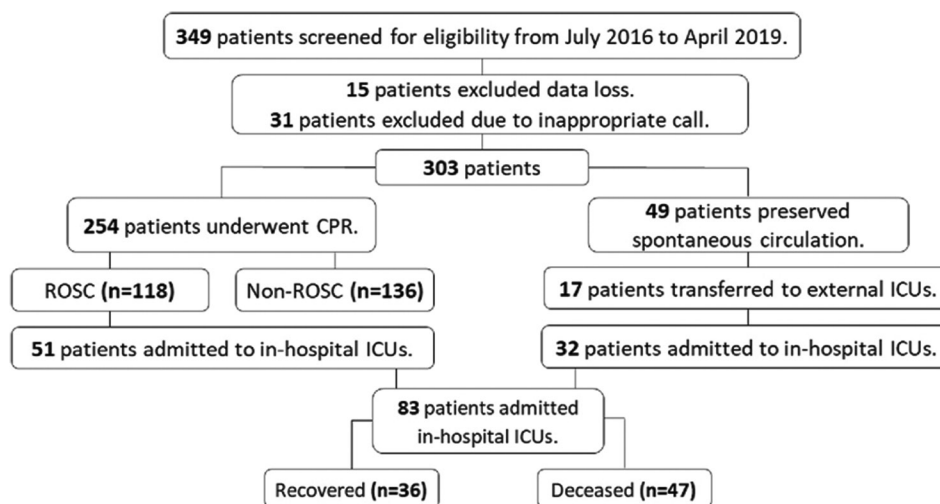 349 patients screened for eligibility from July 2016 to April 2019.
15 patients excluded data loss.
31 patients excluded due to inappropriate call.
303 patients
254 patients underwent CPR.
49 patients preserved
spontaneous circulation.
ROSC (n=118)
Non-ROSC (n=136)
17 patients transferred to external ICUs.
51 patients admitted to in-hospital ICUs.
32 patients admitted to in-hospital ICUs.
83 patients admitted
in-hospital ICUs.
Recovered (n=36)
Deceased (n=47)